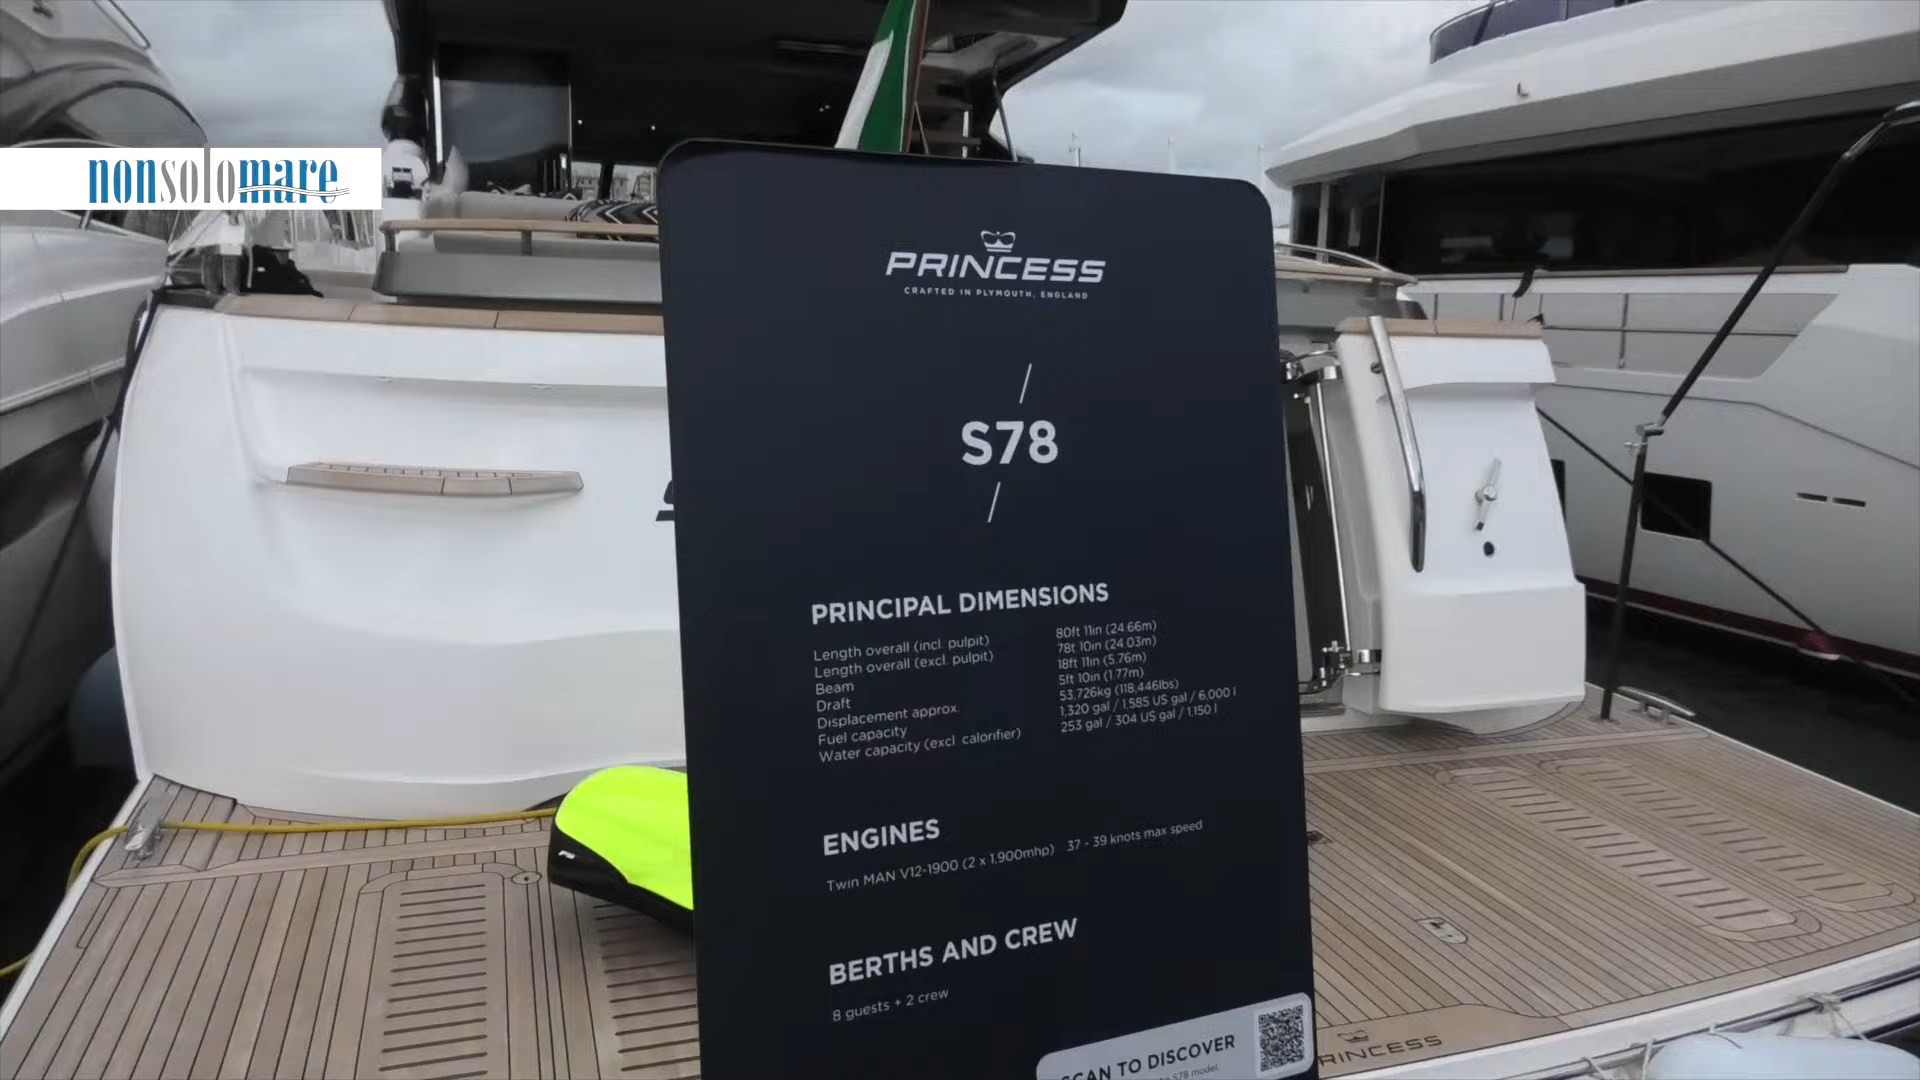 nonsolomare
PRINCESS
CRAFTED IN PLYMOUTH, ENGLAND
S78
PRINCIPAL DIMENSIONS
Length overall (incl. pulpit) 80ft 11in (24.66m)
Length overall (excl. pulpit) 78t 10in (24.03m)
Beam 18ft 11in (5.76m)
Draft 5ft 10in (1.77m)
Displacement approx. 53,726kg (118,446lbs)
Fuel capacity 1,320 gal / 1,585 US gal / 6,000 l
Water capacity (excl. calorifier) 253 gal / 304 US gal / 1,150 l
ENGINES
Twin MAN V12-1900 (2 x 1,900mhp) 37 - 39 knots max speed
BERTHS AND CREW
8 guests + 2 crew
SCAN TO DISCOVER
S78 model.
PRINCESS